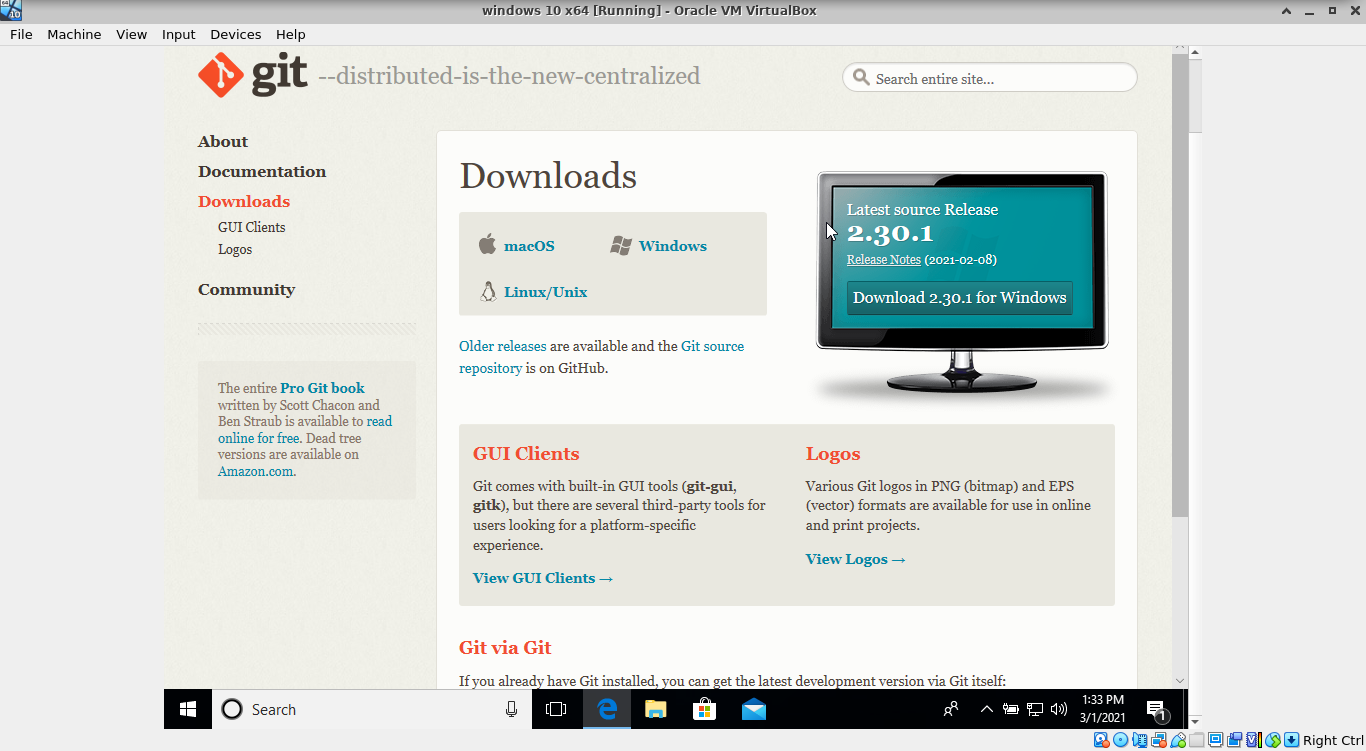 windows 10 x64 [Running] - Oracle VM VirtualBox
File Machine View Input Devices Help
git --distributed-is-the-new-centralized
Search entire site...
About
Documentation
Downloads
GUI Clients
Logos
Community
The entire Pro Git book
written by Scott Chacon and
Ben Straub is available to read
online for free. Dead tree
versions are available on
Amazon.com.
Downloads
macOS
Windows
Linux/Unix
Older releases are available and the Git source
repository is on GitHub.
Latest source Release
2.30.1
Release Notes (2021-02-08)
Download 2.30.1 for Windows
GUI Clients
Git comes with built-in GUI tools (git-gui,
gitk), but there are several third-party tools for
users looking for a platform-specific
experience.
View GUI Clients →
Logos
Various Git logos in PNG (bitmap) and EPS
(vector) formats are available for use in online
and print projects.
View Logos →
Git via Git
If you already have Git installed, you can get the latest development version via Git itself:
Search
1:33 PM
3/1/2021
1
Right Ctrl